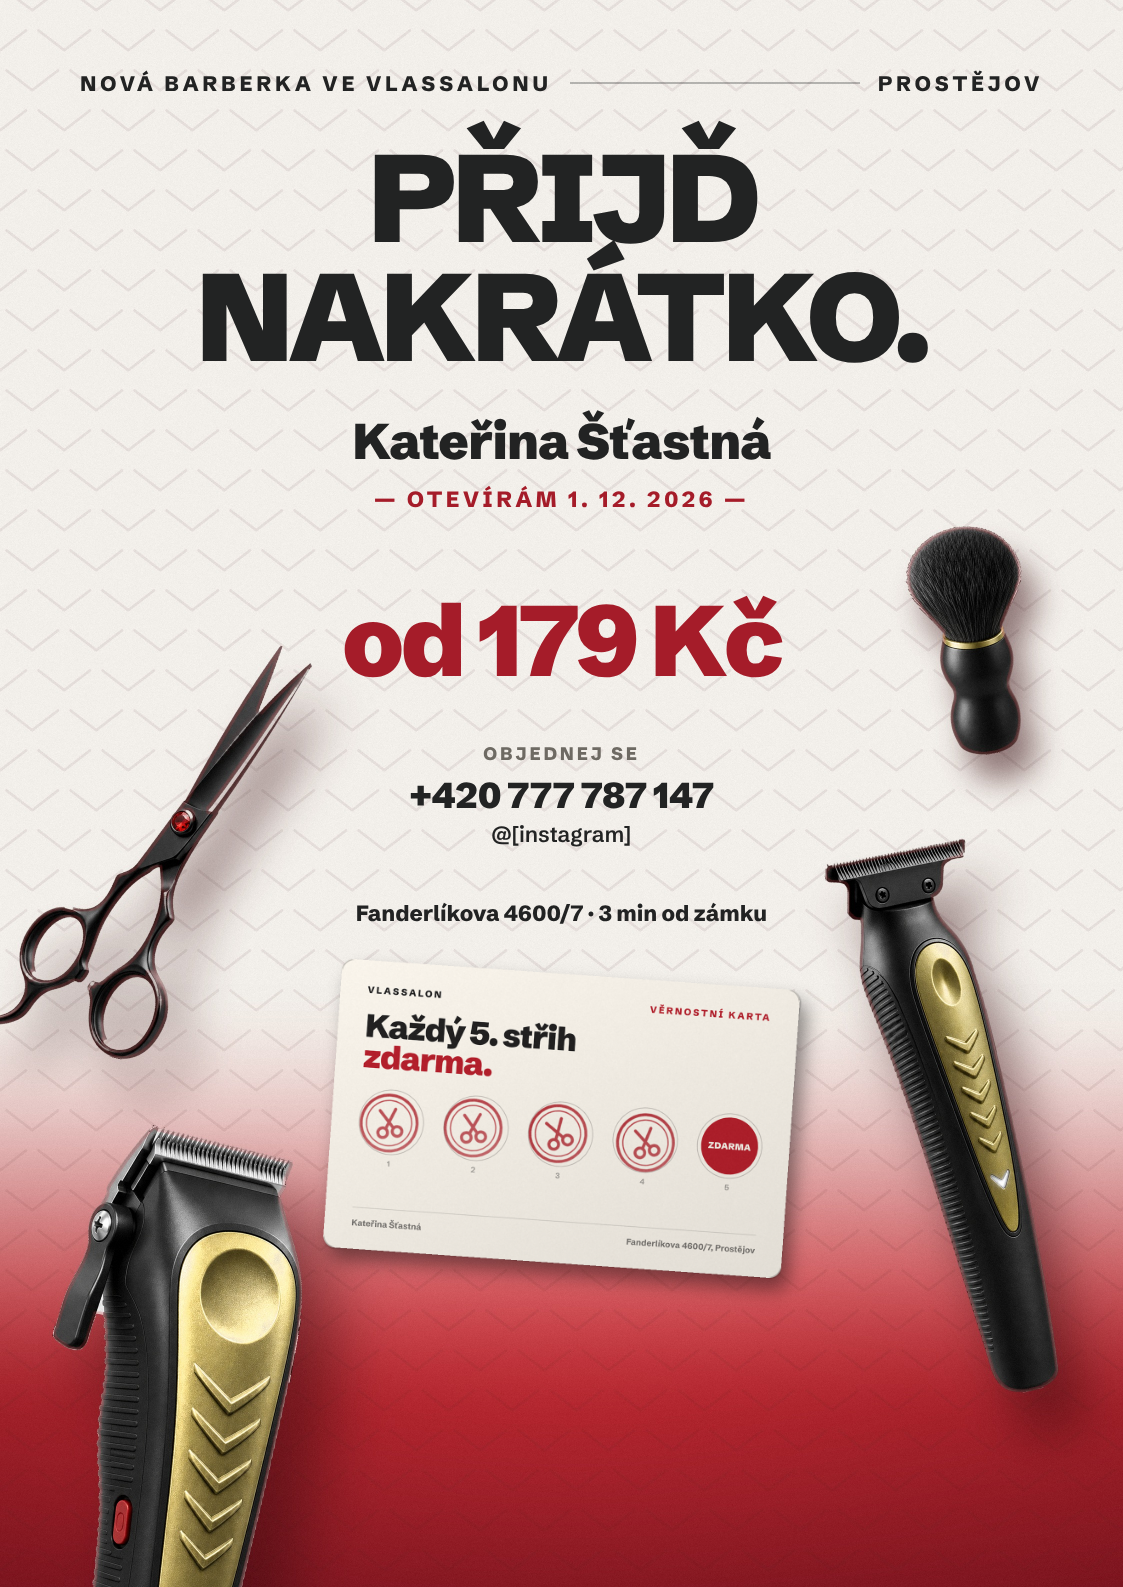 NOVÁ BARBERKA VE VLASSALONU
PROSTĚJOV
PŘIJĎ
NAKRÁTKO.
Kateřina Šťastná
— OTEVÍRÁM 1. 12. 2026 —
od 179 Kč
OBJEDNEJ SE
+420 777 787 147
@[instagram]
Fanderlíkova 4600/7 · 3 min od zámku
VLASSALON
VĚRNOSTNÍ KARTA
Každý 5. střih
zdarma.
ZDARMA
1
2
3
4
5
Kateřina Šťastná
Fanderlíkova 4600/7, Prostějov